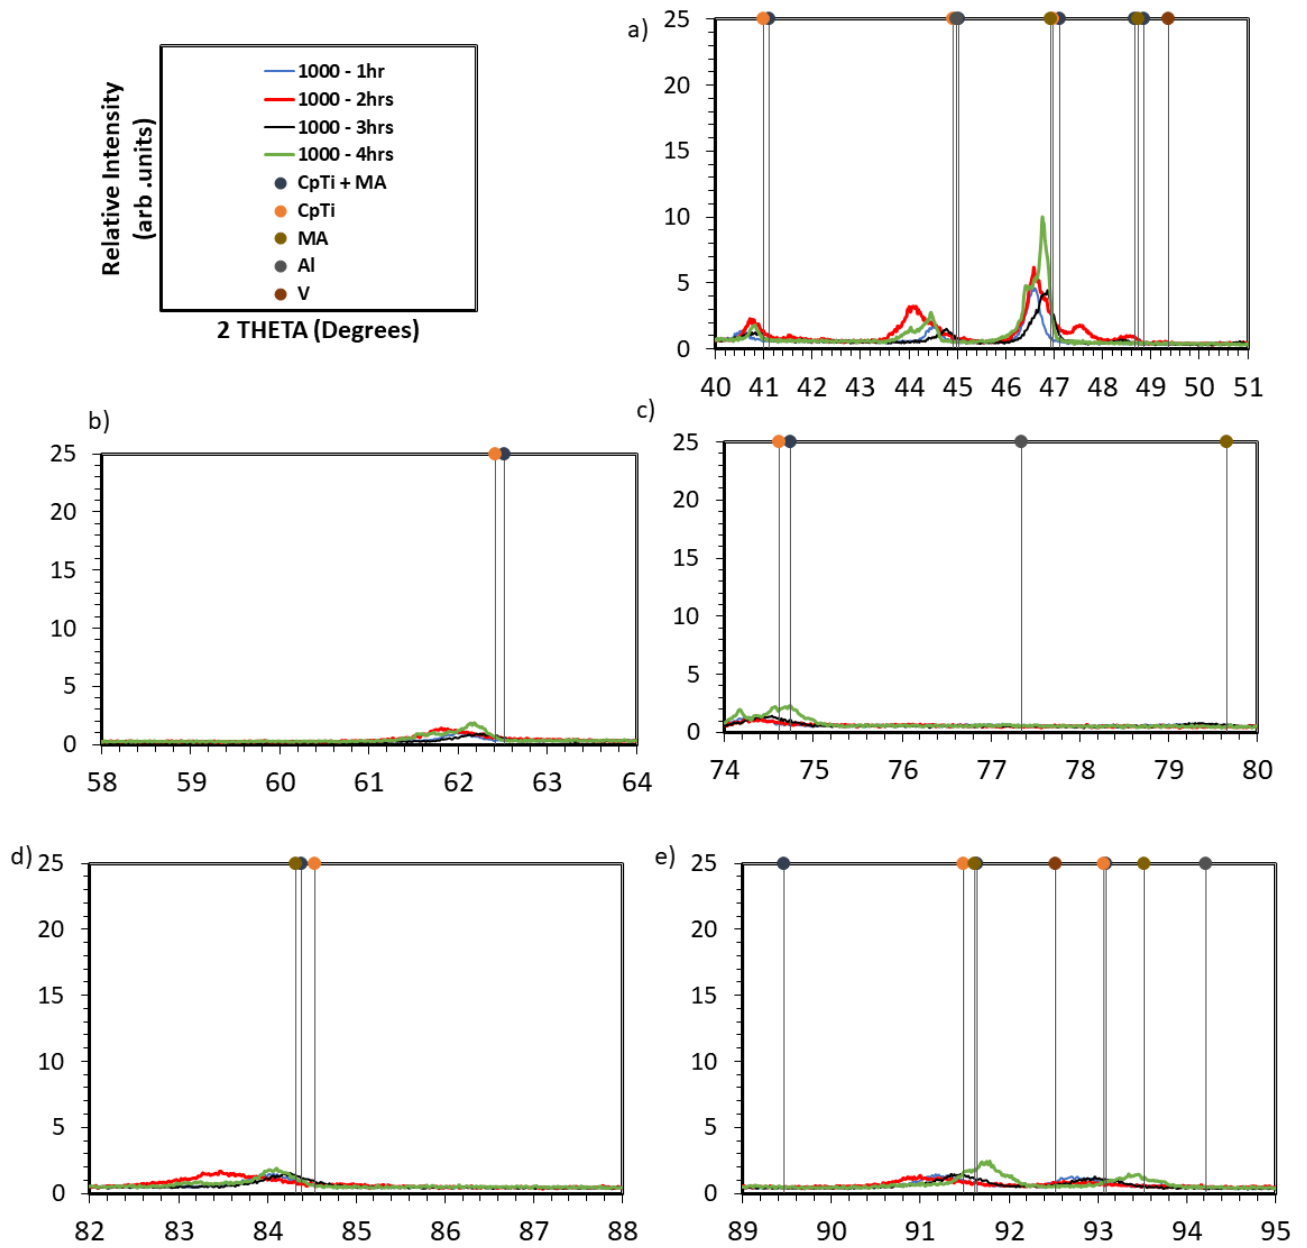 a)
25
20
15
10
5
0
40 41 42 43 44 45 46 47 48 49 50 51
Relative Intensity
(arb .units)
1000 - 1hr
1000 - 2hrs
1000 - 3hrs
1000 - 4hrs
CpTi + MA
CpTi
MA
Al
V
2 THETA (Degrees)
b)
25
20
15
10
5
0
58 59 60 61 62 63 64
c)
25
20
15
10
5
0
74 75 76 77 78 79 80
d)
25
20
15
10
5
0
82 83 84 85 86 87 88
e)
25
20
15
10
5
0
89 90 91 92 93 94 95